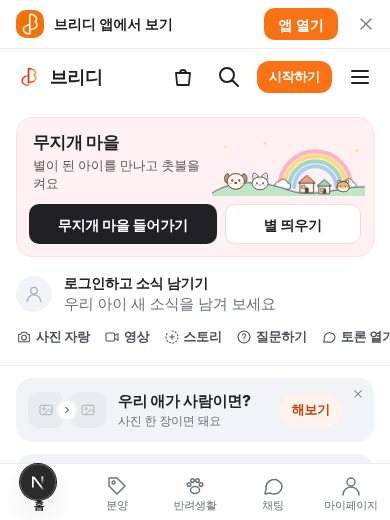 브리디 앱에서 보기
앱 열기
브리디
시작하기
무지개 마을
별이 된 아이를 만나고 촛불을
켜요
무지개 마을 들어가기
별 띄우기
로그인하고 소식 남기기
우리 아이 새 소식을 남겨 보세요
사진 자랑 영상 스토리 질문하기 토론 열기
우리 애가 사람이면?
사진 한 장이면 돼요
해보기
N
홈 분양 반려생활 채팅 마이페이지